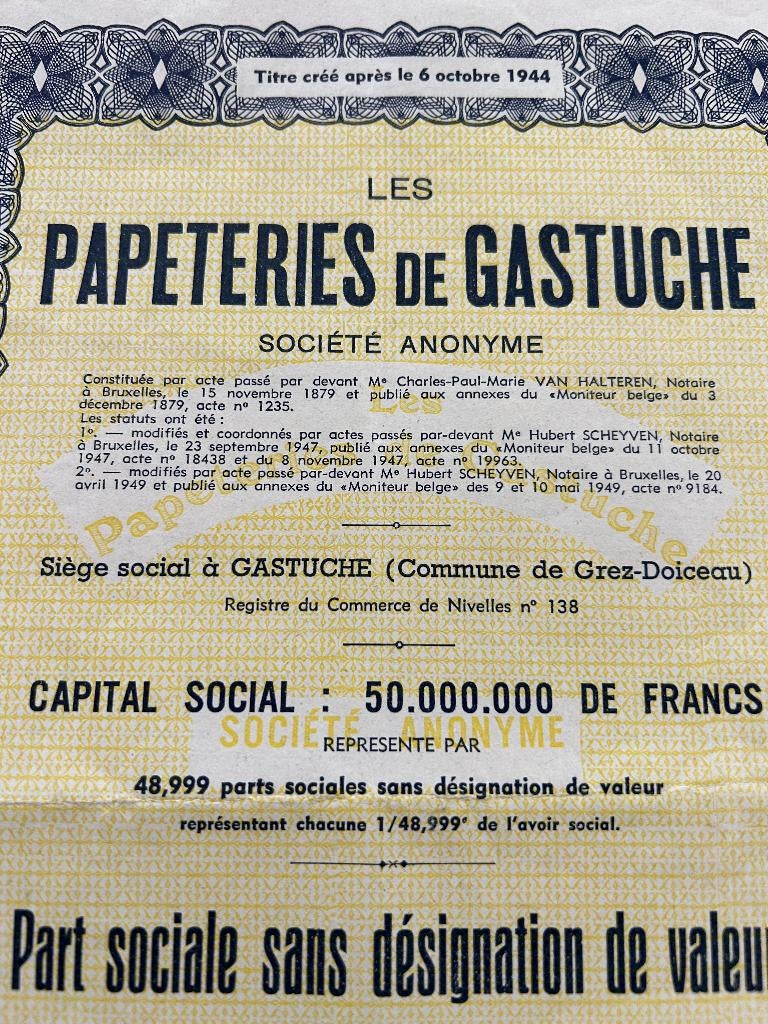 Titre créé après le 6 octobre 1944
LES
PAPETERIES DE GASTUCHE
SOCIÉTÉ ANONYME
Constituée par acte passé par devant Me Charles-Paul-Marie VAN HALTEREN, Notaire
à Bruxelles, le 15 novembre 1879 et publié aux annexes du «Moniteur belge» du 3
décembre 1879, acte no 1235.
Les statuts ont été :
1o. — modifiés et coordonnés par actes passés par-devant Me Hubert SCHEYVEN, Notaire
à Bruxelles, le 23 septembre 1947, publié aux annexes du «Moniteur belge» du 11 octobre
1947, acte no 18438 et du 8 novembre 1947, acte no 19963.
2o. — modifiés par acte passé par-devant Me Hubert SCHEYVEN, Notaire à Bruxelles, le 20
avril 1949 et publié aux annexes du «Moniteur belge» des 9 et 10 mai 1949, acte no 9184.
Les
Siège social à GASTUCHE (Commune de Grez-Doiceau)
Registre du Commerce de Nivelles no 138
CAPITAL SOCIAL : 50.000.000 DE FRANCS
SOCIÉTÉ ANONYME
REPRESENTE PAR
48,999 parts sociales sans désignation de valeur
représentant chacune 1/48,999e de l'avoir social.
Part sociale sans désignation de valeu